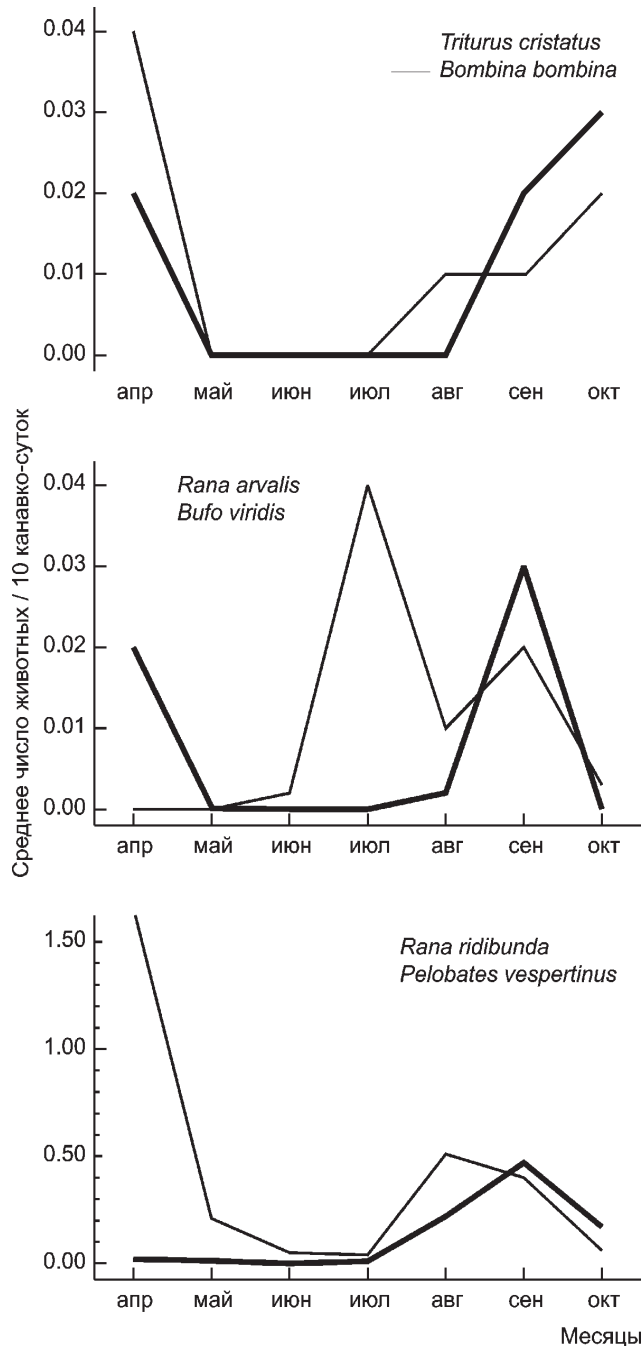 0.04
Triturus cristatus
Bombina bombina
0.03
0.02
0.01
0.00
апр май июн июл авг сен окт
Среднее число животных / 10 канавко-суток
0.04
Rana arvalis
Bufo viridis
0.03
0.02
0.01
0.00
апр май июн июл авг сен окт
1.50
Rana ridibunda
Pelobates vespertinus
1.00
0.50
0.00
апр май июн июл авг сен окт
Месяцы